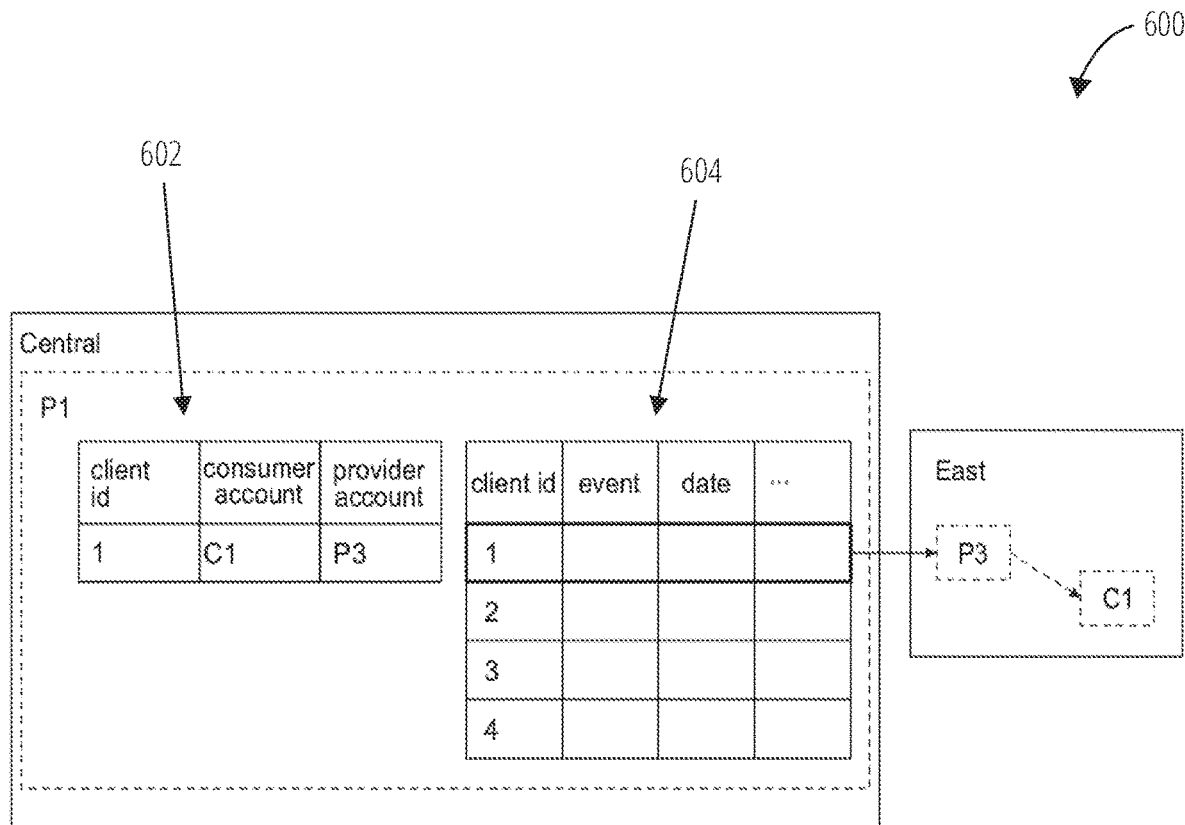 600
602
604
Central
P1
client id consumer account provider account
1 C1 P3
client id event date ...
1
2
3
4
East
P3
C1